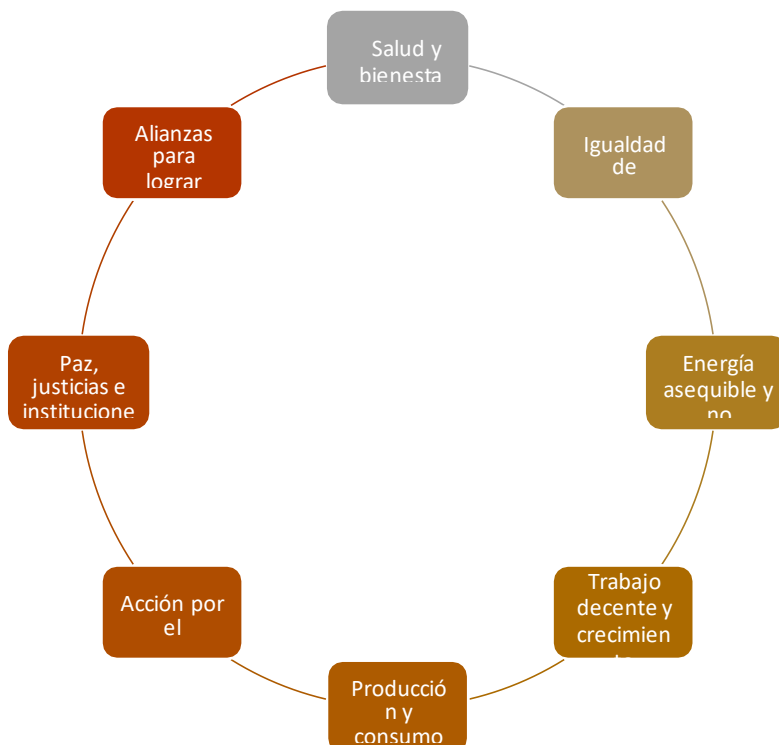 Salud y
bienesta
Igualdad
de
Energía
asequible y
no
Trabajo
decente y
crecimien
Producció
n y
consumo
Acción por
el
Paz,
justicias e
institucione
Alianzas
para
lograr